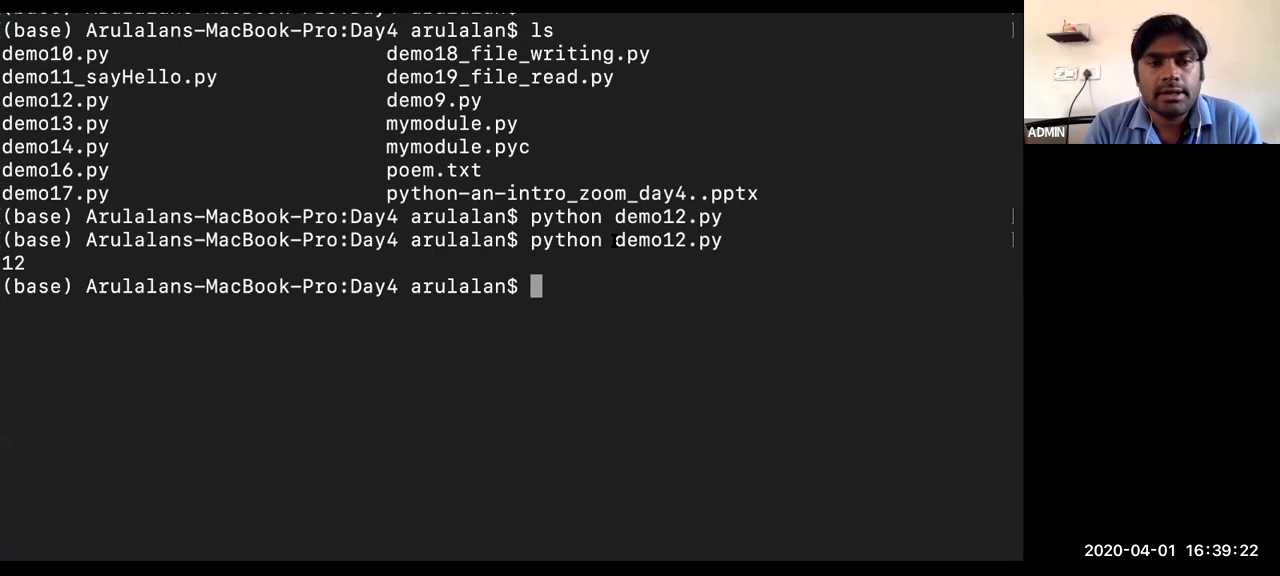 (base) Arulalans-MacBook-Pro:Day4 arulalan$ ls
demo10.py demo18_file_writing.py
demo11_sayHello.py demo19_file_read.py
demo12.py demo9.py
demo13.py mymodule.py
demo14.py mymodule.pyc
demo16.py poem.txt
demo17.py python-an-intro_zoom_day4..pptx
(base) Arulalans-MacBook-Pro:Day4 arulalan$ python demo12.py
(base) Arulalans-MacBook-Pro:Day4 arulalan$ python demo12.py
12
(base) Arulalans-MacBook-Pro:Day4 arulalan$
ADMIN
2020-04-01 16:39:22